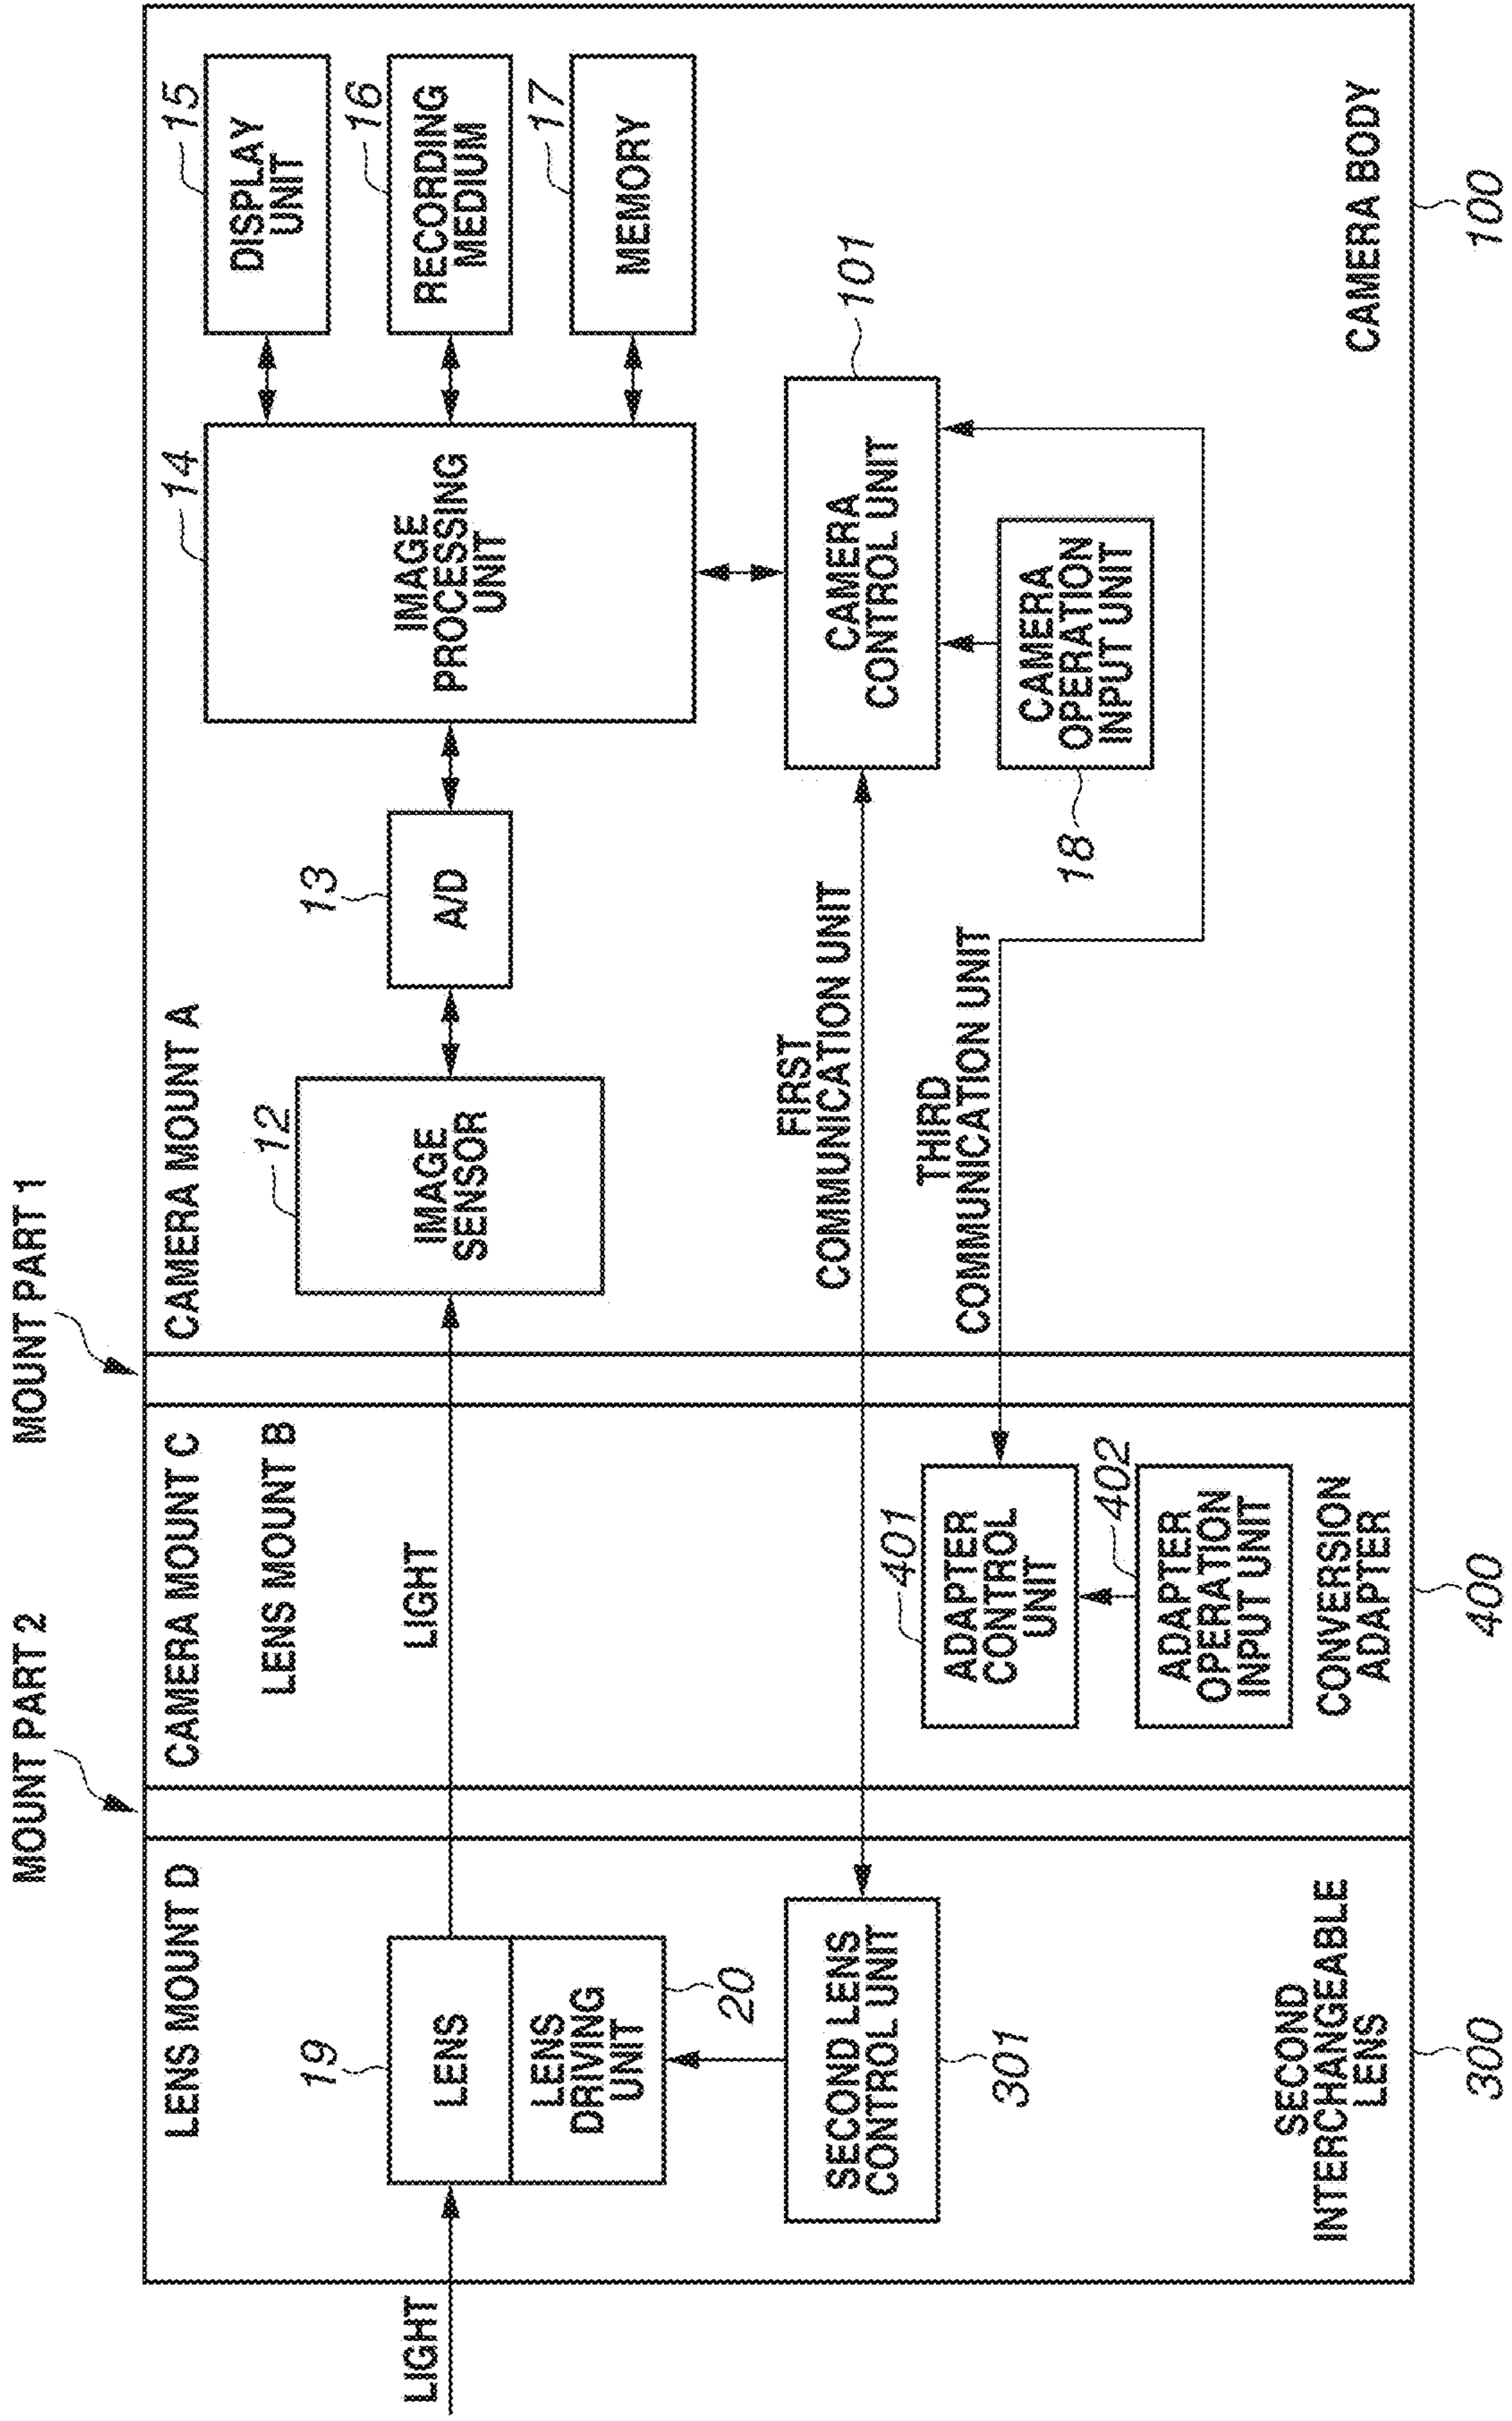 MOUNT PART 2
MOUNT PART 1
LENS MOUNT D
CAMERA MOUNT C
LENS MOUNT B
CAMERA MOUNT A
LIGHT
19
LENS
LENS
DRIVING
UNIT
20
SECOND LENS
CONTROL UNIT
301
SECOND
INTERCHANGEABLE
LENS
300
LIGHT
401
ADAPTER
CONTROL
UNIT
402
ADAPTER
OPERATION
INPUT UNIT
CONVERSION
ADAPTER
400
12
IMAGE
SENSOR
13
A/D
14
IMAGE
PROCESSING
UNIT
15
DISPLAY
UNIT
16
RECORDING
MEDIUM
17
MEMORY
FIRST
COMMUNICATION UNIT
THIRD
COMMUNICATION UNIT
CAMERA
CONTROL UNIT
101
CAMERA
OPERATION
INPUT UNIT
18
CAMERA BODY
100